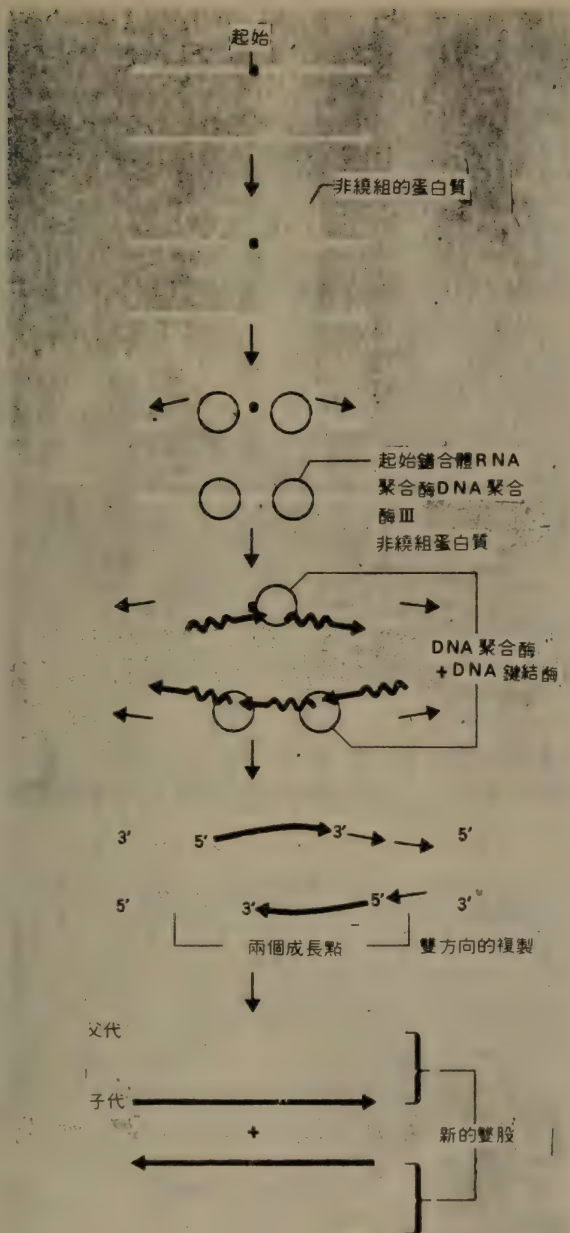 起始
非繞組的蛋白質
起始鐠合體RNA
聚合酶DNA聚合
酶III
非繞組蛋白質
DNA聚合酶
+DNA鍵結酶
3' 5' 3' 5'
5' 3' 5' 3'
兩個成長點 雙方向的複製
父代
子代
+
新的雙股